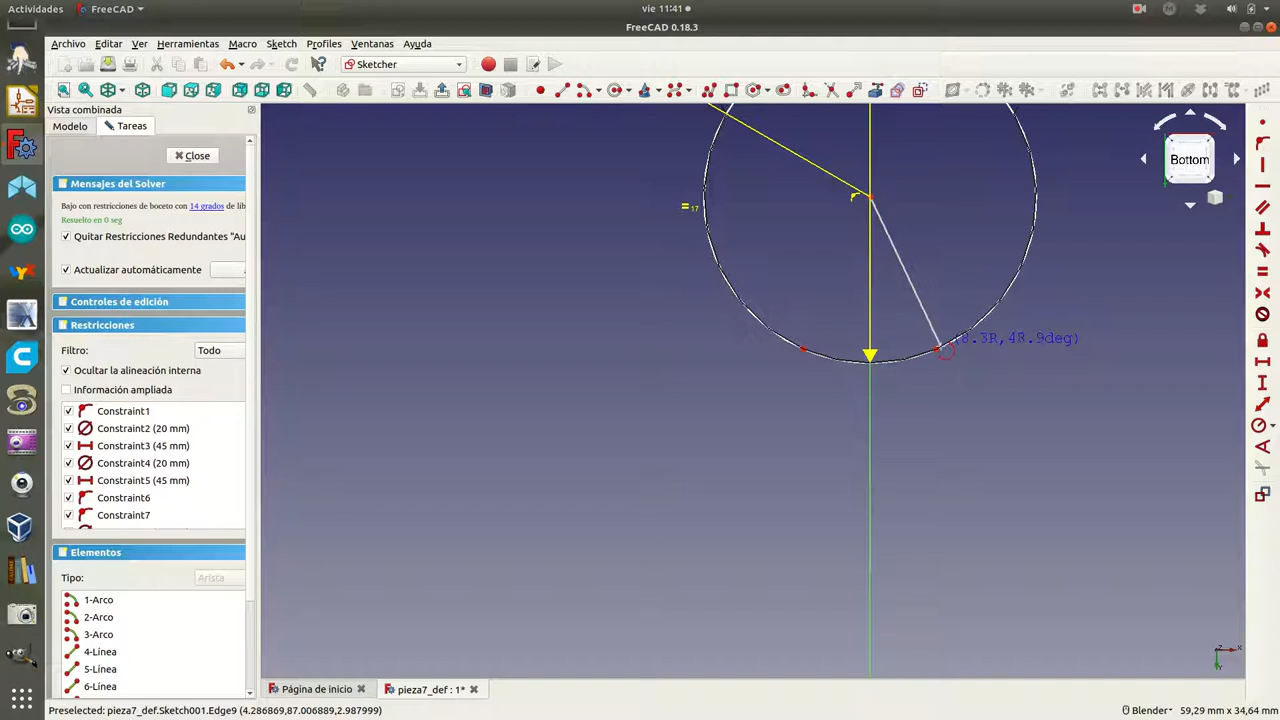 Actividades
FreeCAD
vie 11:41
FreeCAD 0.18.3
Archivo Editar Ver Herramientas Macro Sketch Profiles Ventanas Ayuda
Sketcher
Vista combinada
Modelo Tareas
Close
Mensajes del Solver
Bajo con restricciones de boceto con 14 grados de lib
Resuelto en 0 seg
Quitar Restricciones Redundantes "Au
Actualizar automáticamente
Controles de edición
Restricciones
Filtro: Todo
Ocultar la alineación interna
Información ampliada
Constraint1
Constraint2 (20 mm)
Constraint3 (45 mm)
Constraint4 (20 mm)
Constraint5 (45 mm)
Constraint6
Constraint7
Elementos
Tipo: Arista
1-Arco
2-Arco
3-Arco
4-Línea
5-Línea
6-Línea
17
(8.3R,48.9deg)
Bottom
Página de inicio
pieza7_def : 1*
Preselected: pieza7_def.Sketch001.Edge9 (4.286869,87.006889,2.987999)
Blender
59,29 mm x 34,64 mm